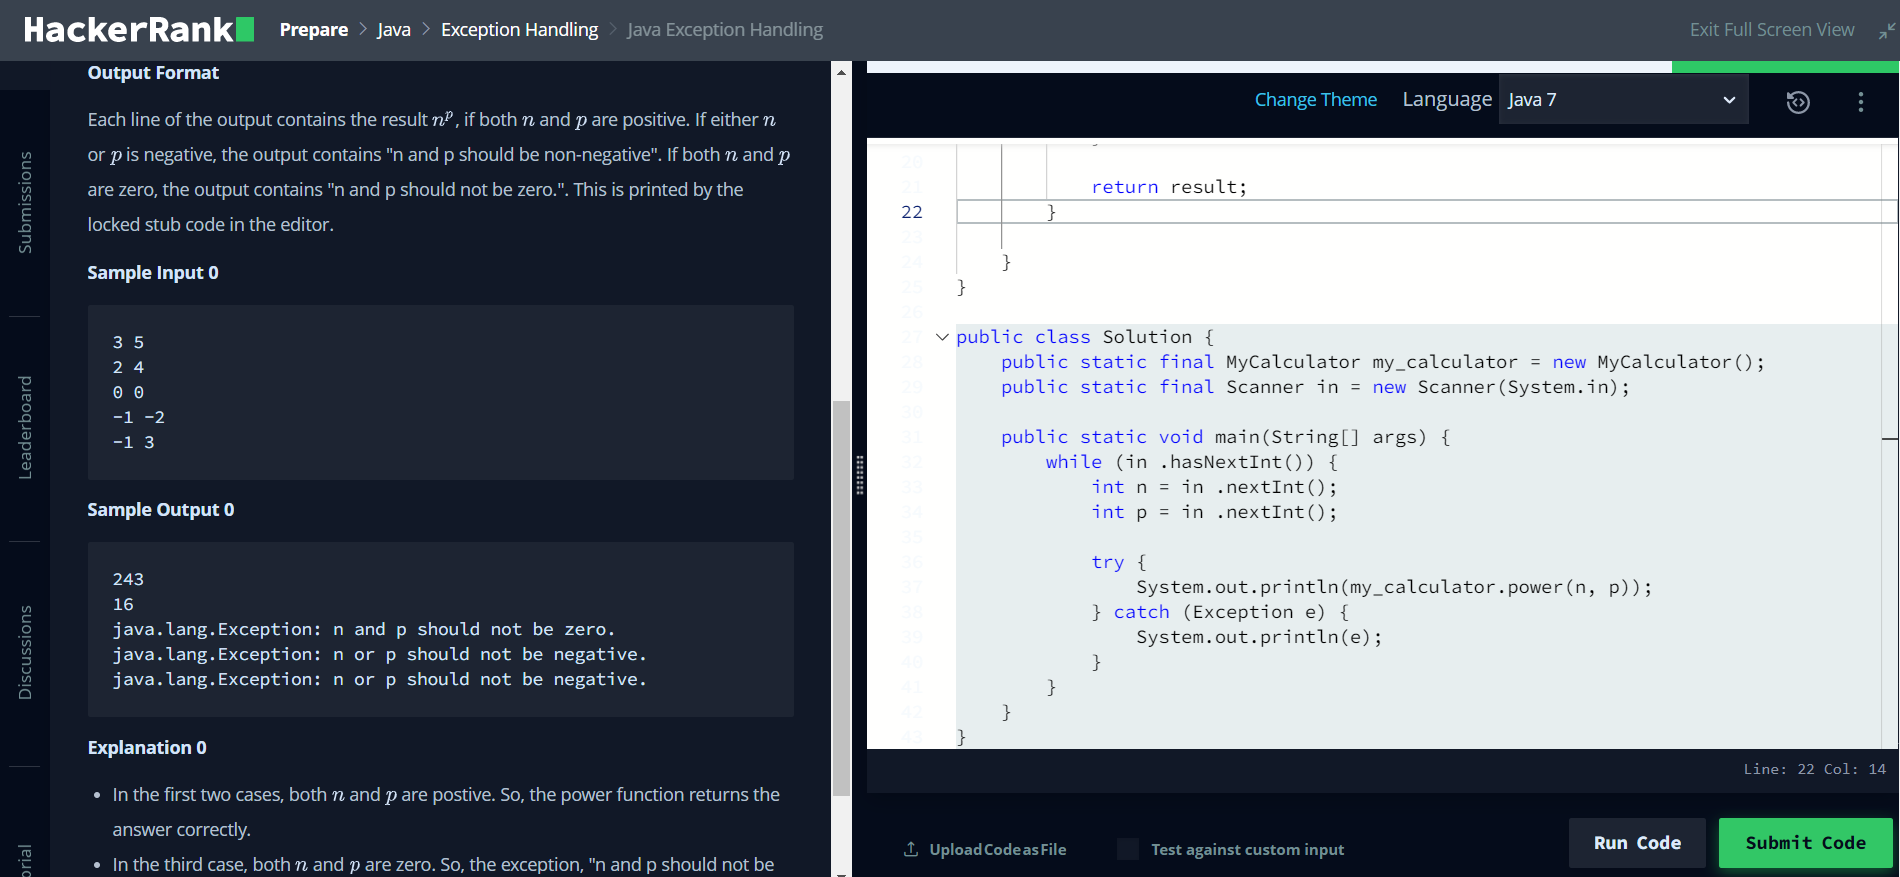 HackerRank Prepare > Java > Exception Handling > Java Exception Handling Exit Full Screen View
Submissions
Leaderboard
Discussions
orial
Output Format
Each line of the output contains the result n^p, if both n and p are positive. If either n
or p is negative, the output contains "n and p should be non-negative". If both n and p
are zero, the output contains "n and p should not be zero.". This is printed by the
locked stub code in the editor.
Sample Input 0
3 5
2 4
0 0
-1 -2
-1 3
Sample Output 0
243
16
java.lang.Exception: n and p should not be zero.
java.lang.Exception: n or p should not be negative.
java.lang.Exception: n or p should not be negative.
Explanation 0
• In the first two cases, both n and p are postive. So, the power function returns the
answer correctly.
• In the third case, both n and p are zero. So, the exception, "n and p should not be
Change Theme Language Java 7
20
21 return result;
22 }
23
24 }
25 }
26
27 public class Solution {
28 public static final MyCalculator my_calculator = new MyCalculator();
29 public static final Scanner in = new Scanner(System.in);
30
31 public static void main(String[] args) {
32 while (in .hasNextInt()) {
33 int n = in .nextInt();
34 int p = in .nextInt();
35
36 try {
37 System.out.println(my_calculator.power(n, p));
38 } catch (Exception e) {
39 System.out.println(e);
40 }
41 }
42 }
43 }
Line: 22 Col: 14
Upload Code as File Test against custom input Run Code Submit Code